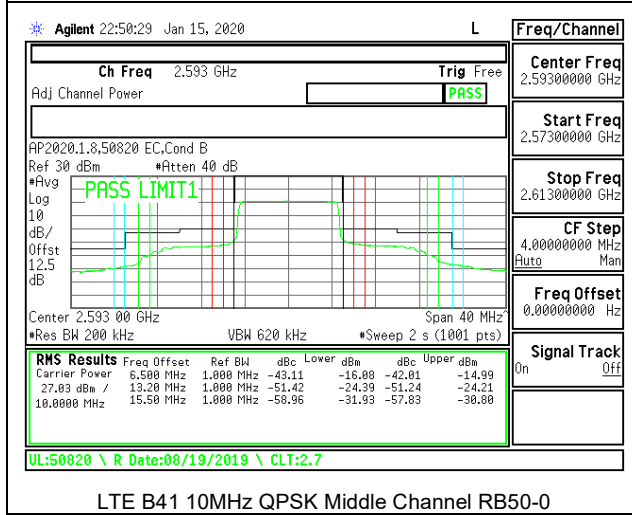 Agilent 22:50:29 Jan 15, 2020 L
Freq/Channel
Ch Freq 2.593 GHz Trig Free
Adj Channel Power PASS
Center Freq
2.59300000 GHz
Start Freq
2.57300000 GHz
AP2020.1.8,50820 EC,Cond B
Ref 30 dBm #Atten 40 dB
#Avg
Log
10
dB/
Offst
12.5
dB
PASS LIMIT1
Stop Freq
2.61300000 GHz
CF Step
4.00000000 MHz
Auto Man
Freq Offset
0.00000000 Hz
Center 2.593 00 GHz Span 40 MHz^
#Res BW 200 kHz VBW 620 kHz #Sweep 2 s (1001 pts)
Signal Track
On Off
RMS Results Freq Offset Ref BW dBc Lower dBm dBc Upper dBm
Carrier Power 6.500 MHz 1.000 MHz -43.11 -16.08 -42.01 -14.99
27.03 dBm / 13.20 MHz 1.000 MHz -51.42 -24.39 -51.24 -24.21
10.0000 MHz 15.50 MHz 1.000 MHz -58.96 -31.93 -57.83 -30.80
UL:50820 \ R Date:08/19/2019 \ CLT:2.7
LTE B41 10MHz QPSK Middle Channel RB50-0